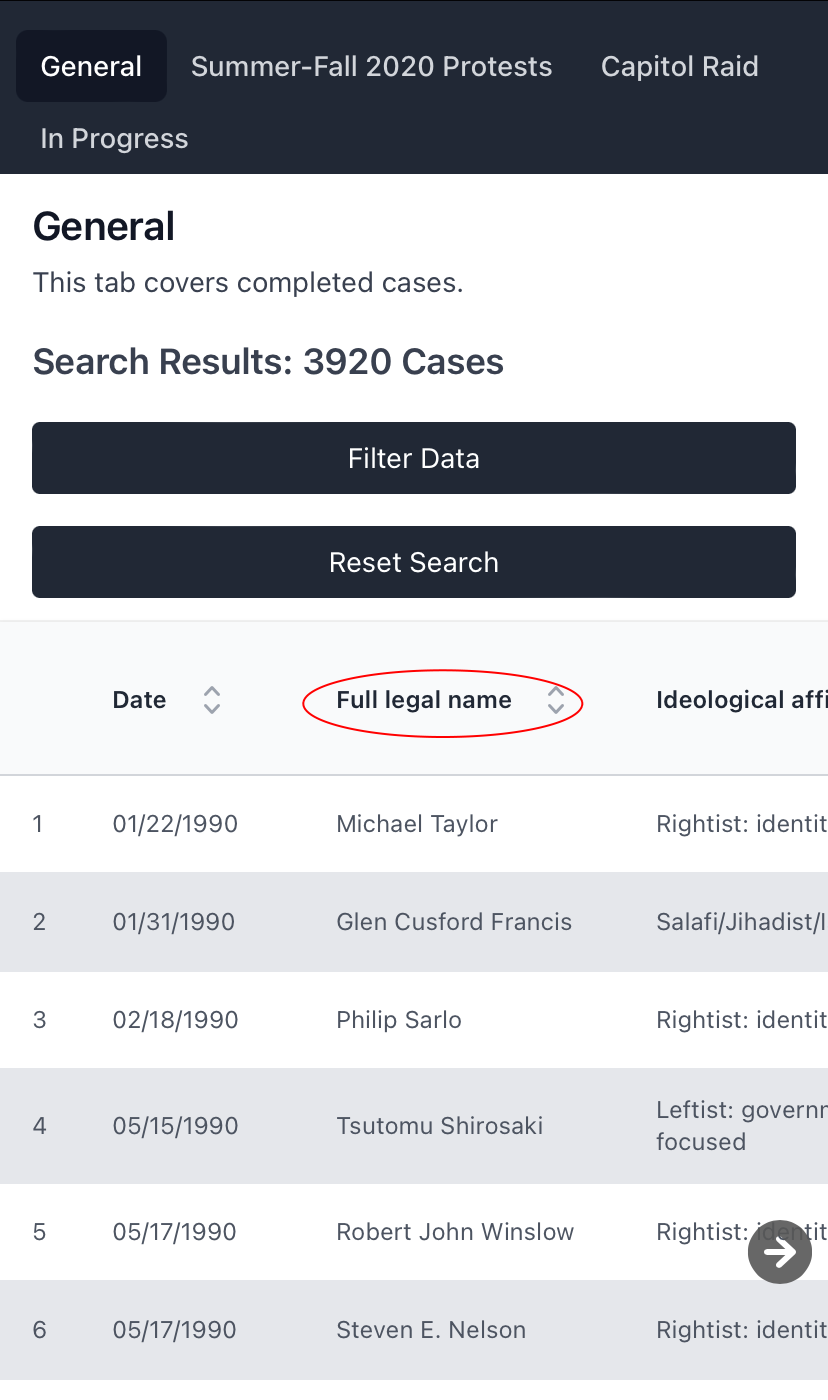 General Summer-Fall 2020 Protests Capitol Raid
In Progress
General
This tab covers completed cases.
Search Results: 3920 Cases
Filter Data
Reset Search
Date Full legal name Ideological affi
1 01/22/1990 Michael Taylor Rightist: identit
2 01/31/1990 Glen Cusford Francis Salafi/Jihadist/I
3 02/18/1990 Philip Sarlo Rightist: identit
4 05/15/1990 Tsutomu Shirosaki Leftist: governm
focused
5 05/17/1990 Robert John Winslow Rightist: identit
6 05/17/1990 Steven E. Nelson Rightist: identit